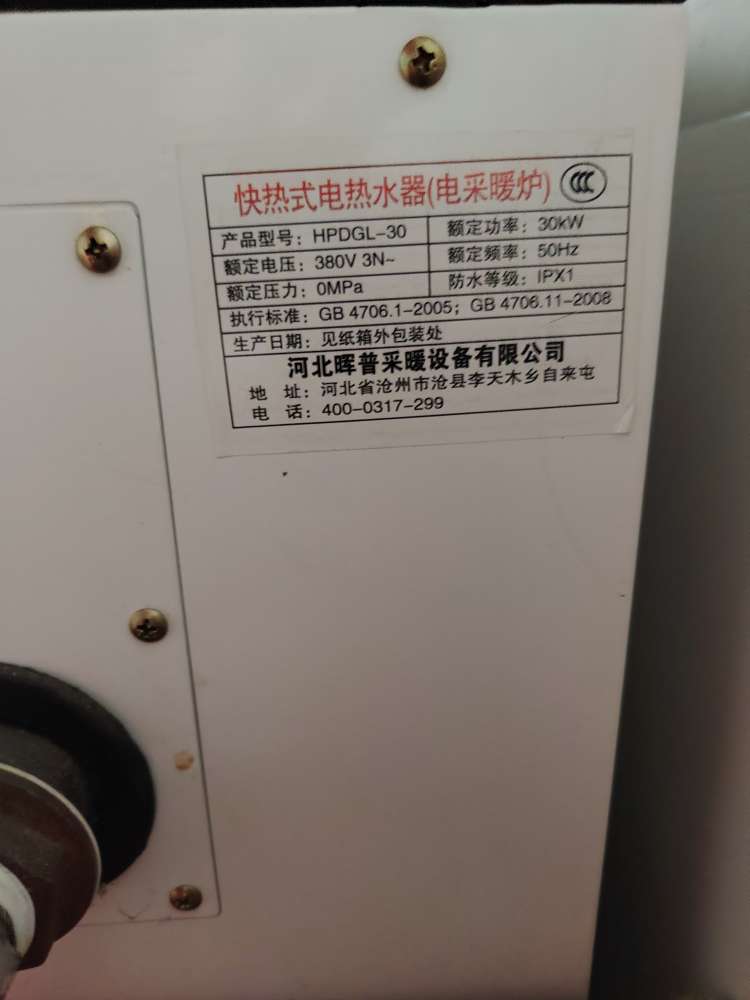 快热式电热水器(电采暖炉) CCC
产品型号：HPDGL-30 额定功率：30kW
额定电压：380V 3N~ 额定频率：50Hz
额定压力：0MPa 防水等级：IPX1
执行标准：GB 4706.1-2005；GB 4706.11-2008
生产日期：见纸箱外包装处
河北晖普采暖设备有限公司
地 址：河北省沧州市沧县李天木乡自来屯
电 话：400-0317-299